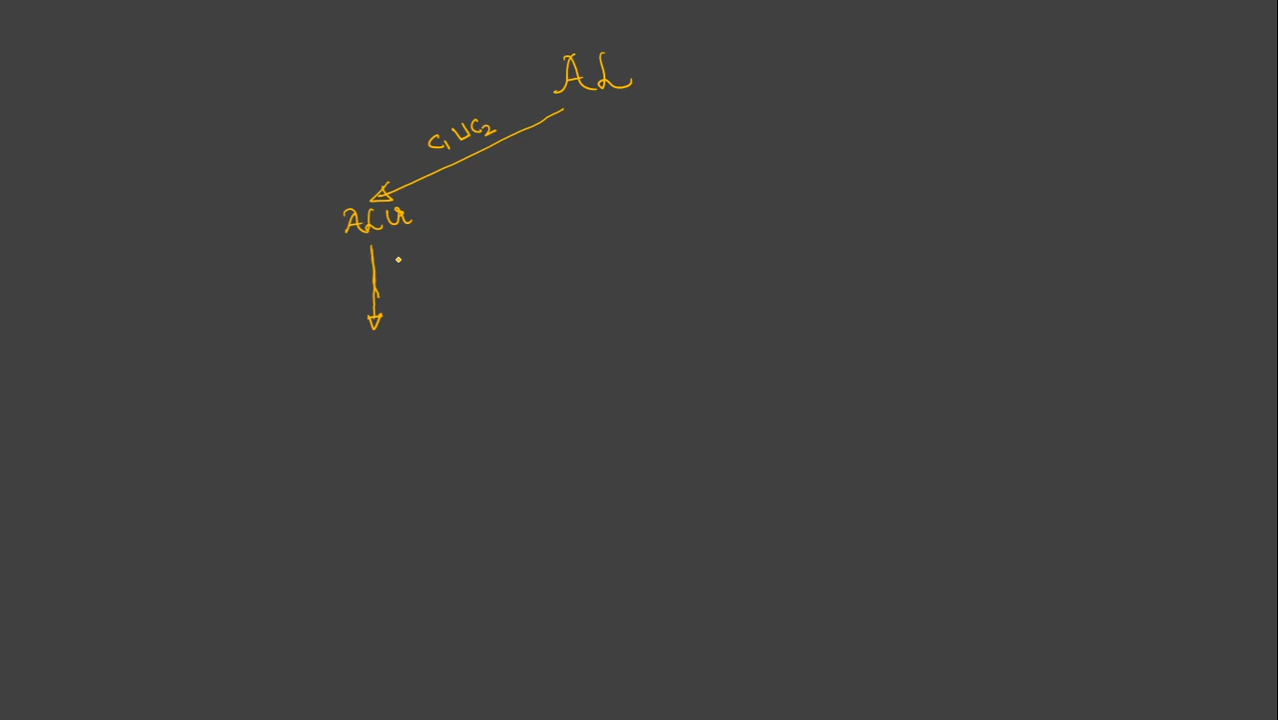 AL
C₁ ⊔ C₂
ALU